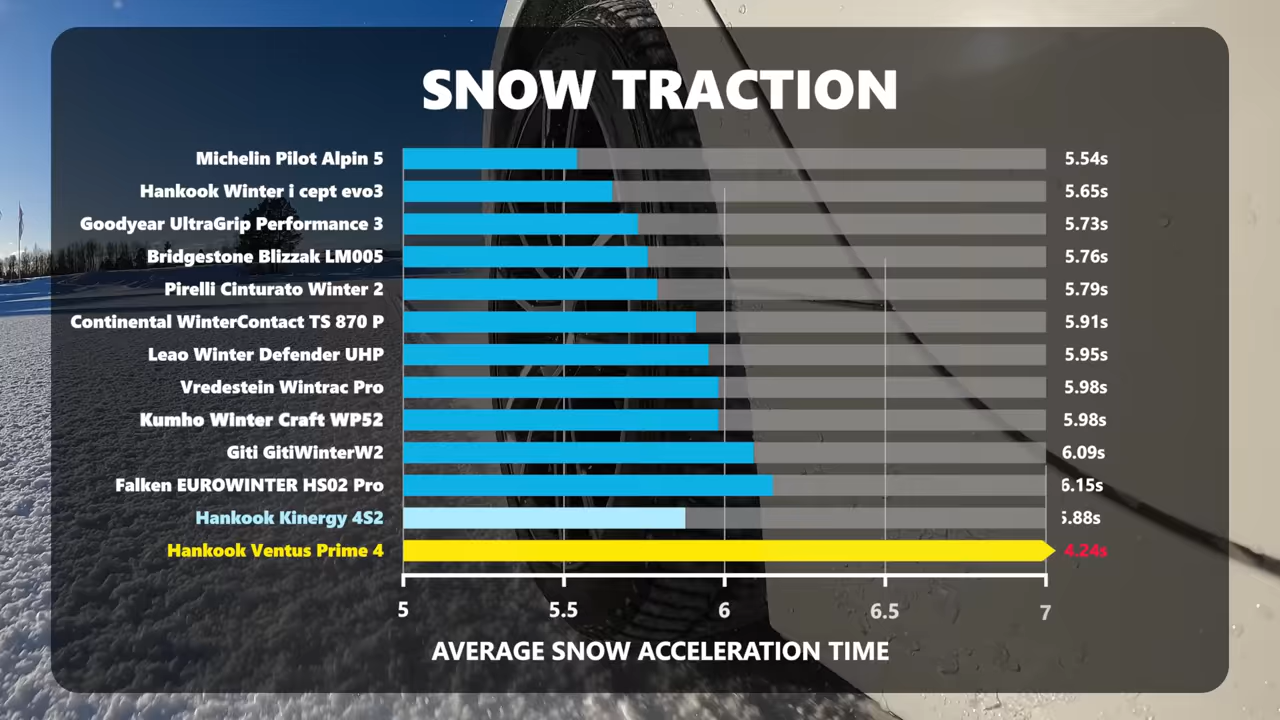 SNOW TRACTION
Michelin Pilot Alpin 5 5.54s
Hankook Winter i cept evo3 5.65s
Goodyear UltraGrip Performance 3 5.73s
Bridgestone Blizzak LM005 5.76s
Pirelli Cinturato Winter 2 5.79s
Continental WinterContact TS 870 P 5.91s
Leao Winter Defender UHP 5.95s
Vredestein Wintrac Pro 5.98s
Kumho Winter Craft WP52 5.98s
Giti GitiWinterW2 6.09s
Falken EUROWINTER HS02 Pro 6.15s
Hankook Kinergy 4S2 5.88s
Hankook Ventus Prime 4 4.24s
5 5.5 6 6.5 7
AVERAGE SNOW ACCELERATION TIME